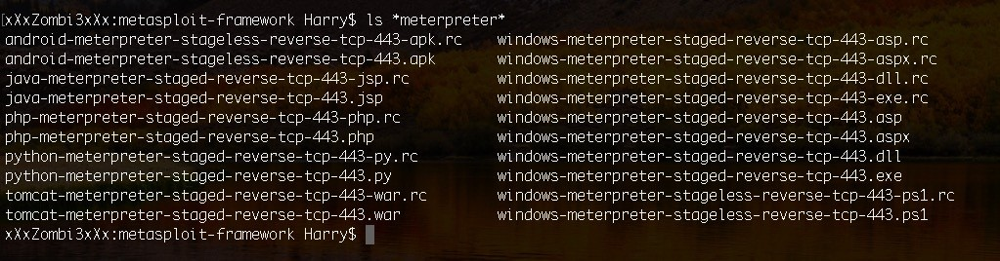 xXxZombi3xXx:metasploit-framework Harry$ ls *meterpreter*
android-meterpreter-stageless-reverse-tcp-443-apk.rc    windows-meterpreter-staged-reverse-tcp-443-asp.rc
android-meterpreter-stageless-reverse-tcp-443.apk       windows-meterpreter-staged-reverse-tcp-443-aspx.rc
java-meterpreter-staged-reverse-tcp-443-jsp.rc          windows-meterpreter-staged-reverse-tcp-443-dll.rc
java-meterpreter-staged-reverse-tcp-443.jsp             windows-meterpreter-staged-reverse-tcp-443-exe.rc
php-meterpreter-staged-reverse-tcp-443-php.rc           windows-meterpreter-staged-reverse-tcp-443.asp
php-meterpreter-staged-reverse-tcp-443.php              windows-meterpreter-staged-reverse-tcp-443.aspx
python-meterpreter-staged-reverse-tcp-443-py.rc         windows-meterpreter-staged-reverse-tcp-443.dll
python-meterpreter-staged-reverse-tcp-443.py            windows-meterpreter-staged-reverse-tcp-443.exe
tomcat-meterpreter-staged-reverse-tcp-443-war.rc        windows-meterpreter-stageless-reverse-tcp-443-ps1.rc
tomcat-meterpreter-staged-reverse-tcp-443.war           windows-meterpreter-stageless-reverse-tcp-443.ps1
xXxZombi3xXx:metasploit-framework Harry$